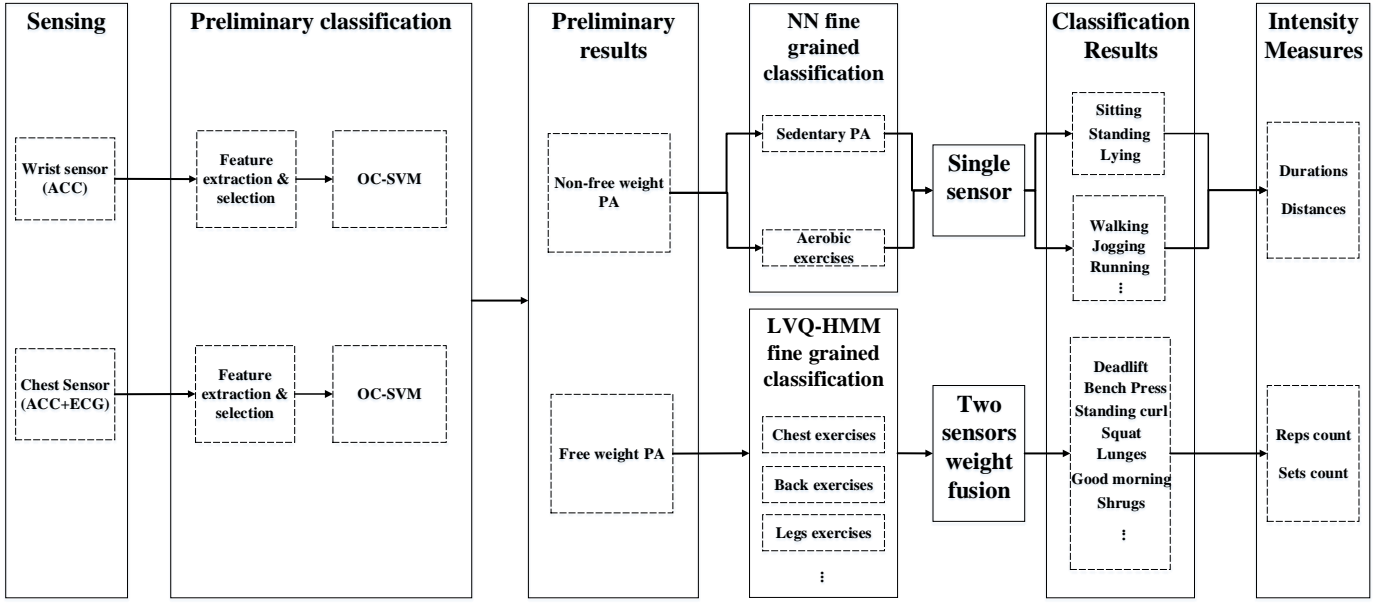 Sensing
Wrist sensor
(ACC)
Chest Sensor
(ACC+ECG)
Preliminary classification
Feature
extraction &
selection
OC-SVM
Feature
extraction &
selection
OC-SVM
Preliminary
results
Non-free weight
PA
Free weight PA
NN fine
grained
classification
Sedentary PA
Aerobic
exercises
LVQ-HMM
fine grained
classification
Chest exercises
Back exercises
Legs exercises
⋮
Single
sensor
Two
sensors
weight
fusion
Classification
Results
Sitting
Standing
Lying
Walking
Jogging
Running
⋮
Deadlift
Bench Press
Standing curl
Squat
Lunges
Good morning
Shrugs
⋮
Intensity
Measures
Durations
Distances
Reps count
Sets count